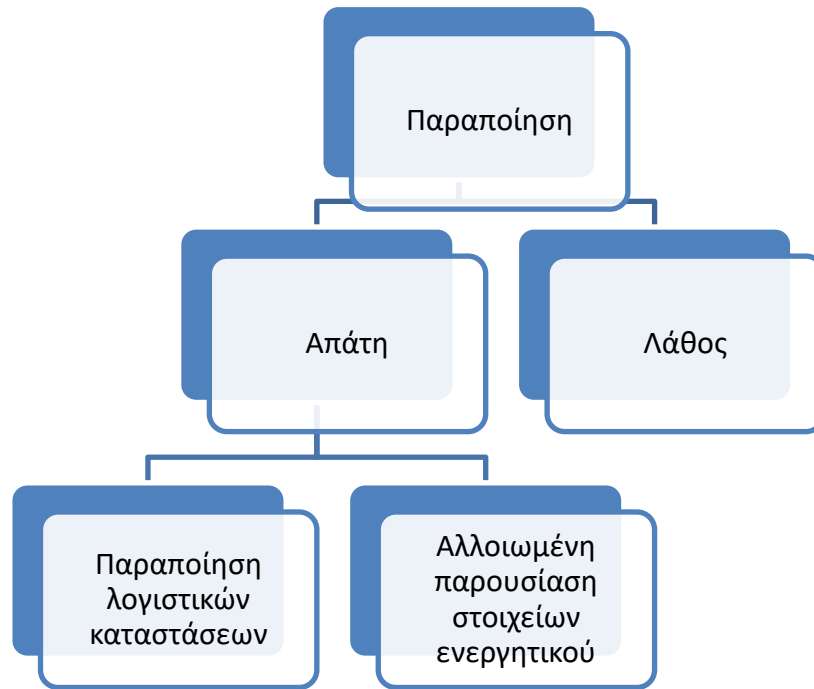 Παραποίηση
Απάτη
Λάθος
Παραποίηση
λογιστικών
καταστάσεων
Αλλοιωμένη
παρουσίαση
στοιχείων
ενεργητικού